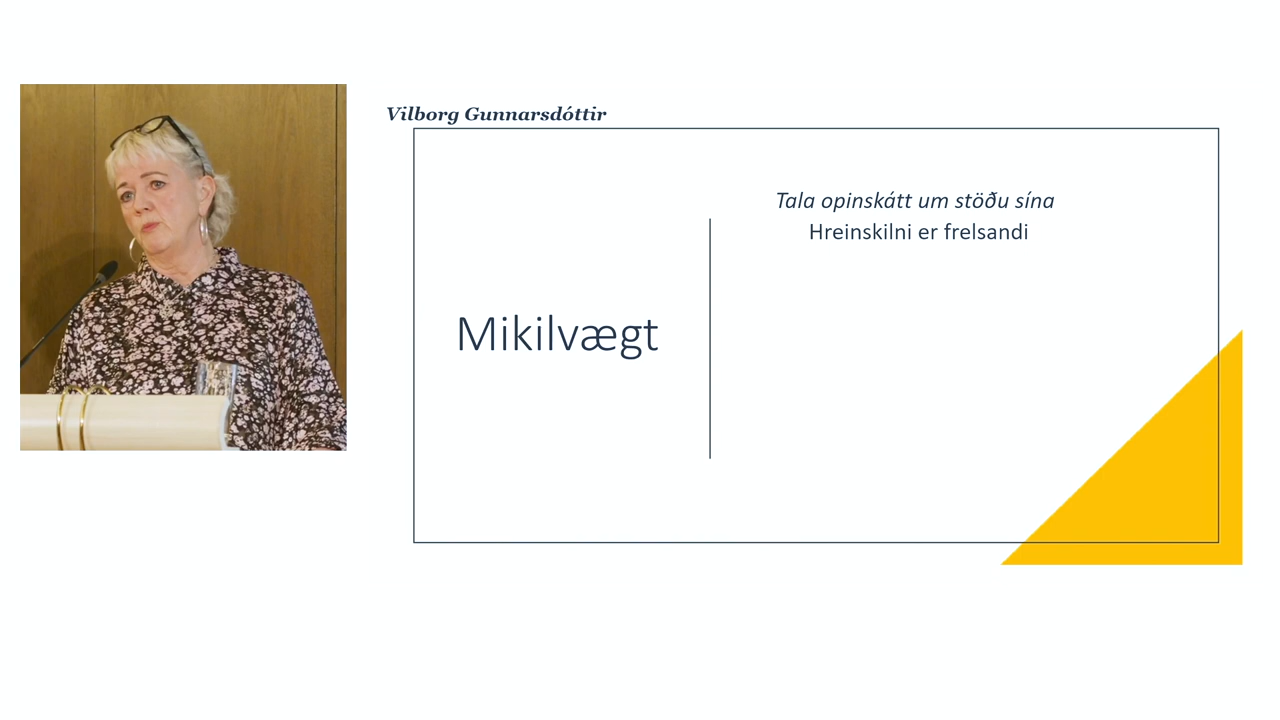 Vilborg Gunnarsdóttir
Tala opinskátt um stöðu sína
Hreinskilni er frelsandi
Mikilvægt